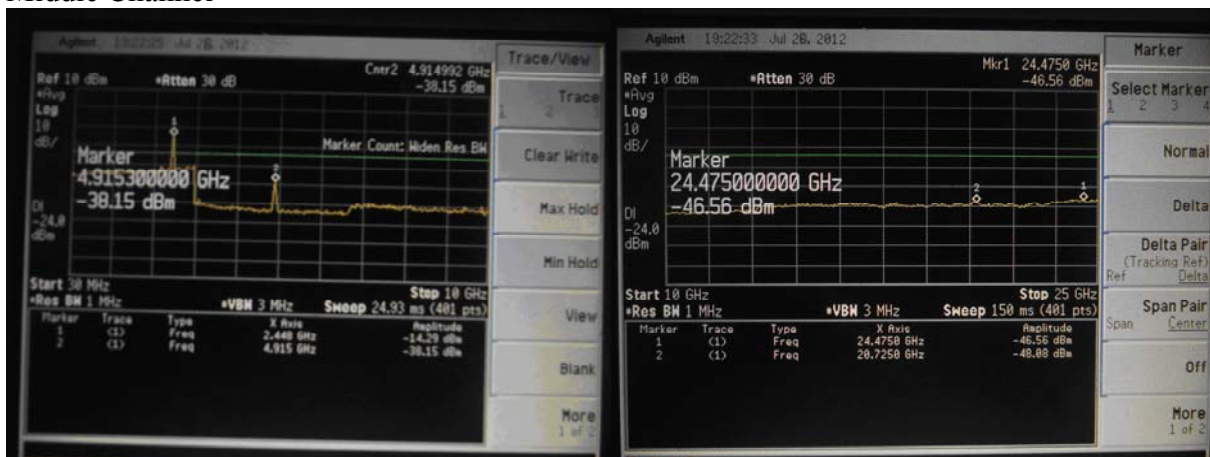 Agilent 19:22:05 Jul 26, 2012
Trace/View
Cntr2 4.914992 GHz
Ref 10 dBm *Atten 30 dB -38.15 dBm
*Avg
Log
10
dB/
1
2
Marker Count: Widen Res BW
Marker
4.915300000 GHz
-38.15 dBm
DI
-24.0
dBm
Start 30 MHz Stop 10 GHz
*Res BW 1 MHz *VBW 3 MHz Sweep 24.93 ms (401 pts)
Marker Trace Type X Axis Amplitude
1 (1) Freq 2.448 GHz -14.29 dBm
2 (1) Freq 4.915 GHz -38.15 dBm
Trace
1 2 3
Clear Write
Max Hold
Min Hold
View
Blank
More
1 of 2
Agilent 19:22:33 Jul 26, 2012
Marker
Mkr1 24.4750 GHz
Ref 10 dBm *Atten 30 dB -46.56 dBm
*Avg
Log
10
dB/
Marker
24.475000000 GHz
-46.56 dBm
2
1
DI
-24.0
dBm
Start 10 GHz Stop 25 GHz
*Res BW 1 MHz *VBW 3 MHz Sweep 150 ms (401 pts)
Marker Trace Type X Axis Amplitude
1 (1) Freq 24.4750 GHz -46.56 dBm
2 (1) Freq 20.7250 GHz -48.08 dBm
Select Marker
1 2 3 4
Normal
Delta
Delta Pair
(Tracking Ref)
Ref Delta
Span Pair
Span Center
Off
More
1 of 2